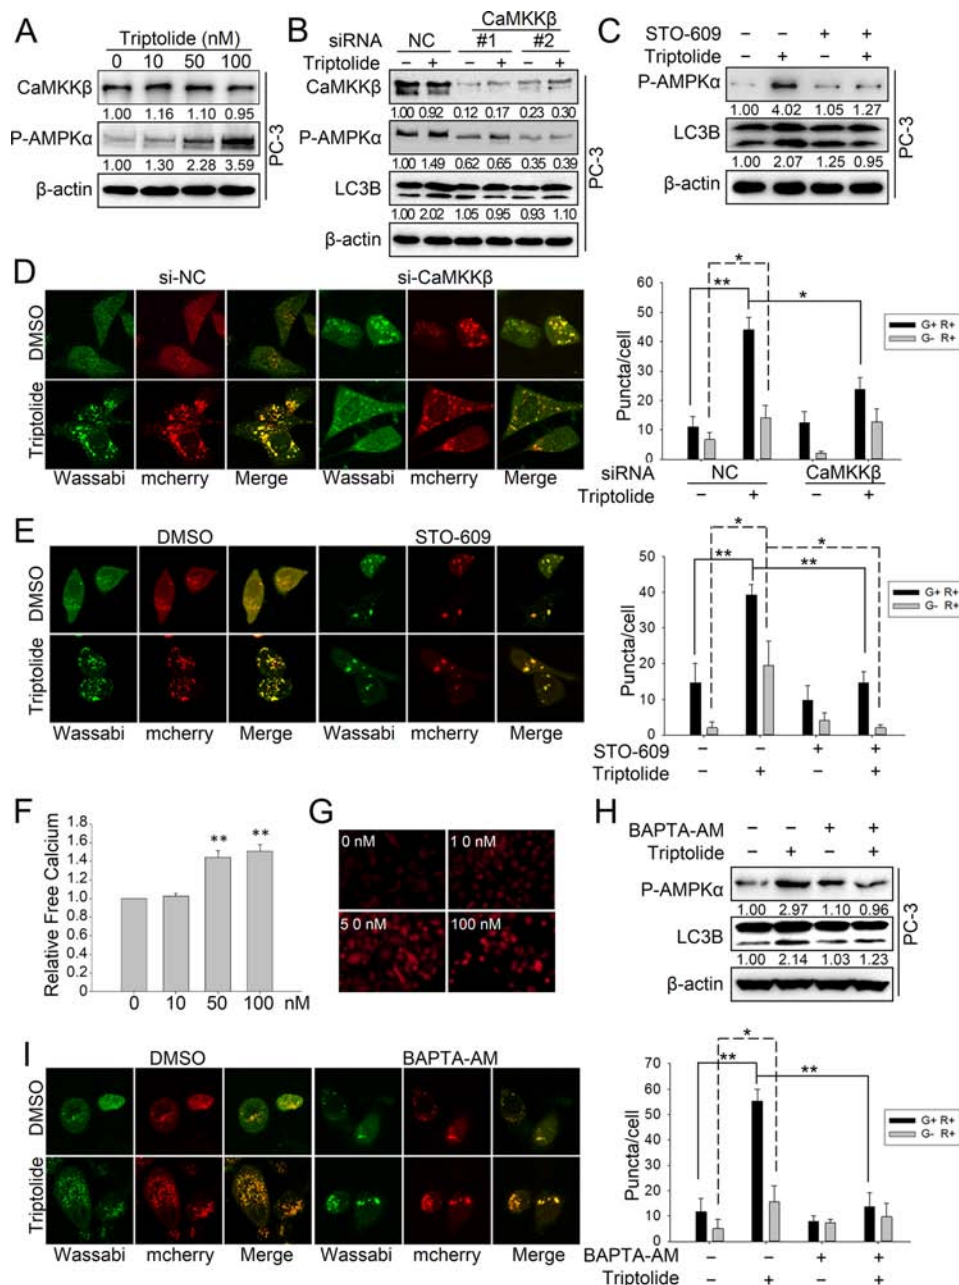 A
Triptolide (nM)
0 10 50 100
CaMKKβ
1.00 1.16 1.10 0.95
P-AMPKα
1.00 1.30 2.28 3.59
β-actin
PC-3
B
CaMKKβ
siRNA NC #1 #2
Triptolide - + - + - +
CaMKKβ
1.00 0.92 0.12 0.17 0.23 0.30
P-AMPKα
1.00 1.49 0.62 0.65 0.35 0.39
LC3B
1.00 2.02 1.05 0.95 0.93 1.10
β-actin
PC-3
C
STO-609 - - + +
Triptolide - + - +
P-AMPKα
1.00 4.02 1.05 1.27
LC3B
1.00 2.07 1.25 0.95
β-actin
PC-3
D
si-NC si-CaMKKβ
DMSO
Triptolide
Wassabi mcherry Merge Wassabi mcherry Merge
Puncta/cell
60
50
40
30
20
10
0
** * *
G+ R+
G- R+
siRNA NC CaMKKβ
Triptolide - + - +
E
DMSO STO-609
DMSO
Triptolide
Wassabi mcherry Merge Wassabi mcherry Merge
Puncta/cell
50
40
30
20
10
0
* *
** **
G+ R+
G- R+
STO-609 - - + +
Triptolide - + - +
F
Relative Free Calcium
1.8
1.6
1.4
1.2
1.0
0.8
0.6
0.4
0.2
0
** **
0 10 50 100 nM
G
0 nM 1 0 nM
5 0 nM 100 nM
H
BAPTA-AM - - + +
Triptolide - + - +
P-AMPKα
1.00 2.97 1.10 0.96
LC3B
1.00 2.14 1.03 1.23
β-actin
PC-3
I
DMSO BAPTA-AM
DMSO
Triptolide
Wassabi mcherry Merge Wassabi mcherry Merge
Puncta/cell
70
60
50
40
30
20
10
0
*
** **
G+ R+
G- R+
BAPTA-AM - - + +
Triptolide - + - +